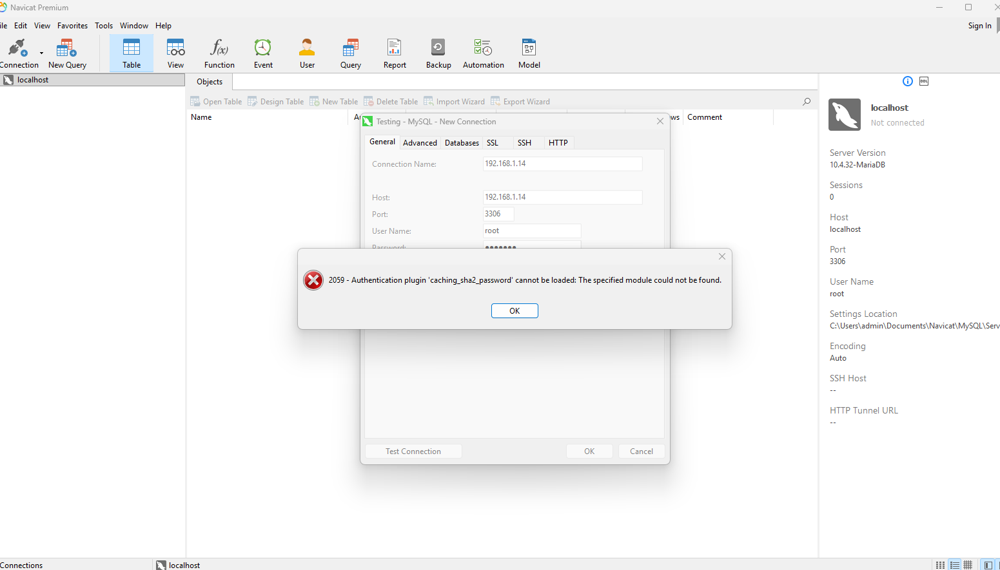 Navicat Premium
ile Edit View Favorites Tools Window Help Sign In
Connection New Query Table View Function Event User Query Report Backup Automation Model
localhost
Objects
Open Table Design Table New Table Delete Table Import Wizard Export Wizard
Name Au ws Comment
Testing - MySQL - New Connection
General Advanced Databases SSL SSH HTTP
Connection Name: 192.168.1.14
Host: 192.168.1.14
Port: 3306
User Name: root
Password: ●●●●●●●
2059 - Authentication plugin 'caching_sha2_password' cannot be loaded: The specified module could not be found.
OK
Test Connection OK Cancel
DDL
localhost
Not connected
Server Version
10.4.32-MariaDB
Sessions
0
Host
localhost
Port
3306
User Name
root
Settings Location
C:\Users\admin\Documents\Navicat\MySQL\Serv
Encoding
Auto
SSH Host
--
HTTP Tunnel URL
--
Connections localhost